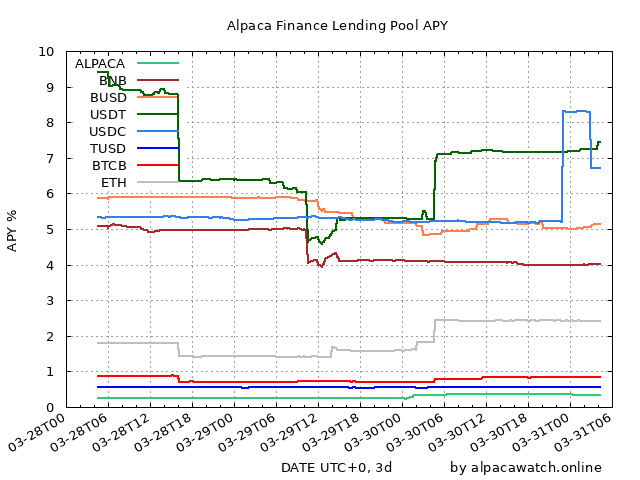 Alpaca Finance Lending Pool APY
10
9
8
7
6
5
4
3
2
1
0
APY %
ALPACA
BNB
BUSD
USDT
USDC
TUSD
BTCB
ETH
03-28T00
03-28T06
03-28T12
03-28T18
03-29T00
03-29T06
03-29T12
03-29T18
03-30T00
03-30T06
03-30T12
03-30T18
03-31T00
03-31T06
DATE UTC+0, 3d
by alpacawatch.online